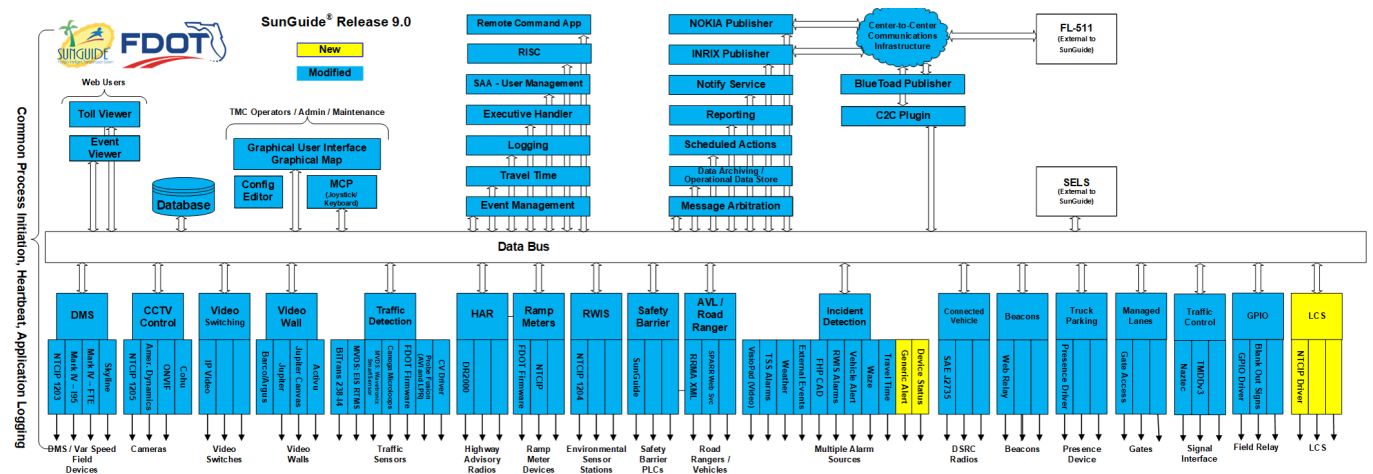 SunGuide® Release 9.0
SUNGUIDE
FDOT
New
Modified
Common Process Initiation, Heartbeat, Application Logging
Web Users
Toll Viewer
Event
Viewer
TMC Operators / Admin / Maintenance
Graphical User Interface
Graphical Map
Config
Editor
MCP
(Joystick/
Keyboard)
Database
Remote Command App
RISC
SAA - User Management
Executive Handler
Logging
Travel Time
Event Management
NOKIA Publisher
INRIX Publisher
Notify Service
Reporting
Scheduled Actions
Data Archiving /
Operational Data Store
Message Arbitration
Center-to-Center
Communications
Infrastructure
BlueToad Publisher
C2C Plugin
FL-511
(External to
SunGuide)
SELS
(External to
SunGuide)
Data Bus
DMS
NTCIP 1203
Mark IV – I95
Mark IV – FTE
Skyline
DMS / Var Speed
Field
Devices
CCTV
Control
NTCIP 1205
Amer. Dynamics
ONVIF
Cohu
Cameras
Video
Switching
IP Video
Video
Switches
Video
Wall
Barco/Argus
Jupiter
Jupiter Canvas
Activu
Video
Walls
Traffic
Detection
BiTrans 238-I4
MVDS: EIS RTMS
MVDS: Wavetronix
SmartSensor
Canoga Microloops
FDOT Firmware
Probe Fusion
(AVI and LPR)
CV Driver
Traffic
Sensors
HAR
DR2000
Highway
Advisory
Radios
Ramp
Meters
FDOT Firmware
NTCIP
Ramp
Meter
Devices
RWIS
NTCIP 1204
Environmental
Sensor
Stations
Safety
Barrier
SunGuide
Safety
Barrier
PLCs
AVL /
Road
Ranger
RRMA XML
SPARR/Web Svc
Road
Rangers /
Vehicles
Incident
Detection
VisioPad (Video)
TSS Alarms
Weather
External Events
FHP CAD
RWIS Alarms
Vehicle Alert
Waze
Travel Time
Generic Alert
Device Status
Multiple Alarm
Sources
Connected
Vehicle
SAE J2735
DSRC
Radios
Beacons
Web Relay
Beacons
Truck
Parking
Presence Driver
Presence
Device
Managed
Lanes
Gate Access
Gates
Traffic
Control
Naztec
TMDDv3
Signal
Interface
GPIO
GPIO Driver
Blank Out Signs
Field Relay
LCS
NTCIP Driver
LCS